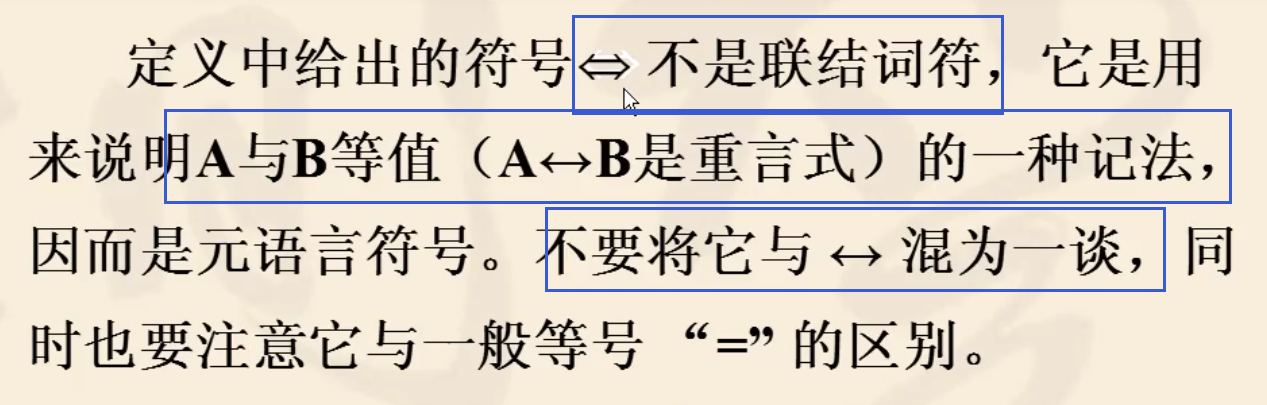 定义中给出的符号⇔ 不是联结词符，它是用
来说明A与B等值（A↔B是重言式）的一种记法，
因而是元语言符号。不要将它与 ↔ 混为一谈，同
时也要注意它与一般等号 “=” 的区别。